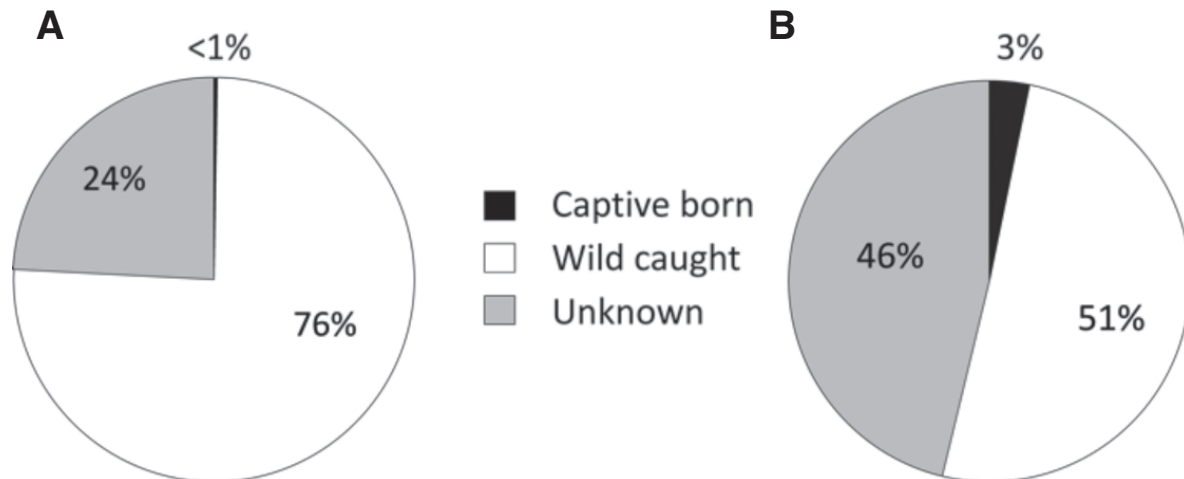 A
<1%
24%
76%
Captive born
Wild caught
Unknown
B
3%
46%
51%